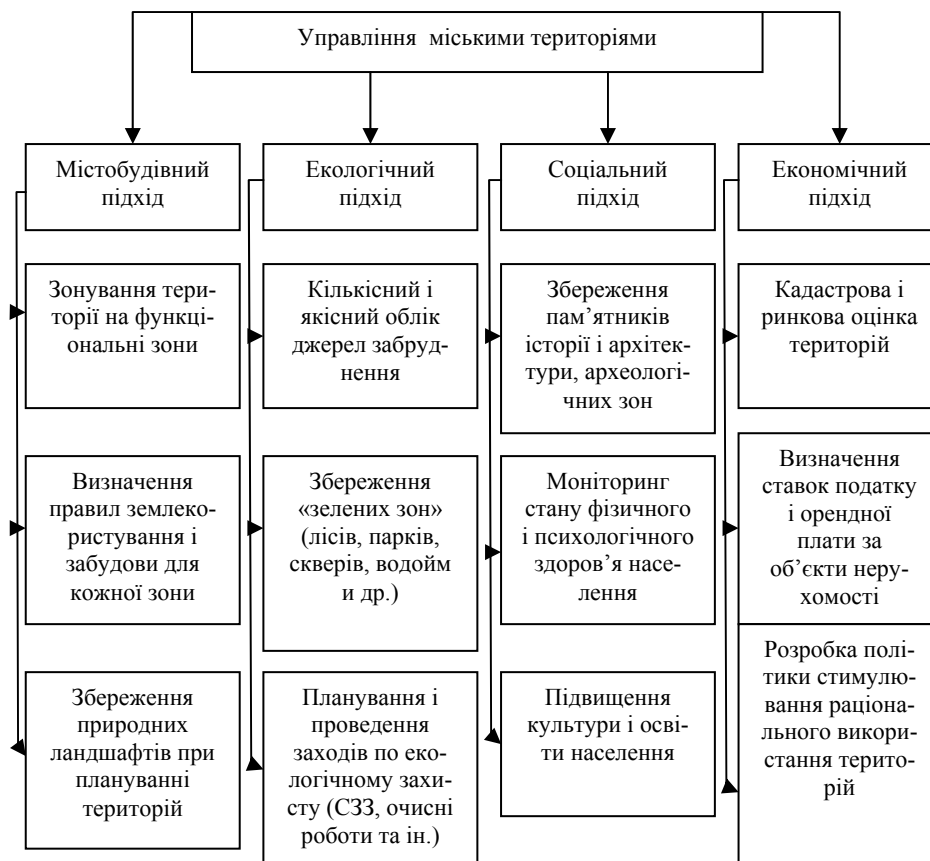 Управління міськими територіями
Містобудівний
підхід
Екологічний
підхід
Соціальний
підхід
Економічний
підхід
Зонування тери-
торії на функці-
ональні зони
Кількісний і
якісний облік
джерел забруд-
нення
Збереження
пам’ятників
історії і архітек-
тури, археологі-
чних зон
Кадастрова і
ринкова оцінка
територій
Визначення
правил землеко-
ристування і
забудови для
кожної зони
Збереження
«зелених зон»
(лісів, парків,
скверів, водойм
и др.)
Моніторинг
стану фізичного
і психологічного
здоров’я насе-
лення
Визначення
ставок податку
і орендної
плати за
об’єкти неру-
хомості
Збереження
природних
ландшафтів при
плануванні
територій
Планування і
проведення
заходів по еко-
логічному захи-
сту (СЗЗ, очисні
роботи та ін.)
Підвищення
культури і осві-
ти населення
Розробка полі-
тики стимулю-
вання раціона-
льного викори-
стання терито-
рій